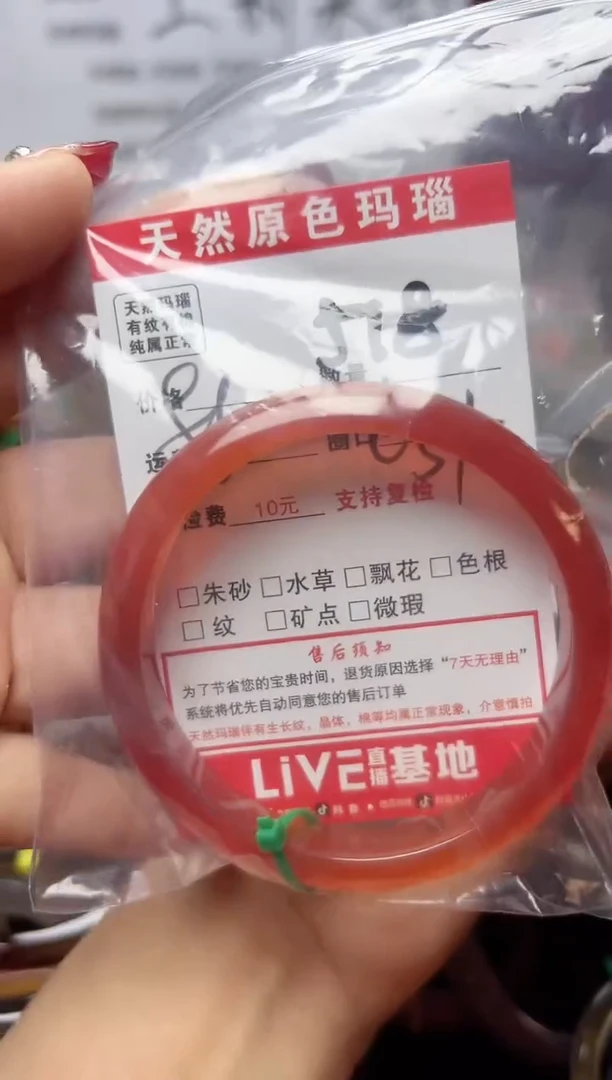 天然原色玛瑙
天然玛瑙
有纹有棉
纯属正常
价格
圈口
检费 10元 支持复检
□朱砂 □水草 □飘花 □色根
□纹 □矿点 □微瑕
售后须知
为了节省您的宝贵时间，退货原因选择“7天无理由”
系统将优先自动同意您的售后订单
天然玛瑙伴有生长纹，晶体，棉等均属正常现象，介意慎拍
LiVE直播基地